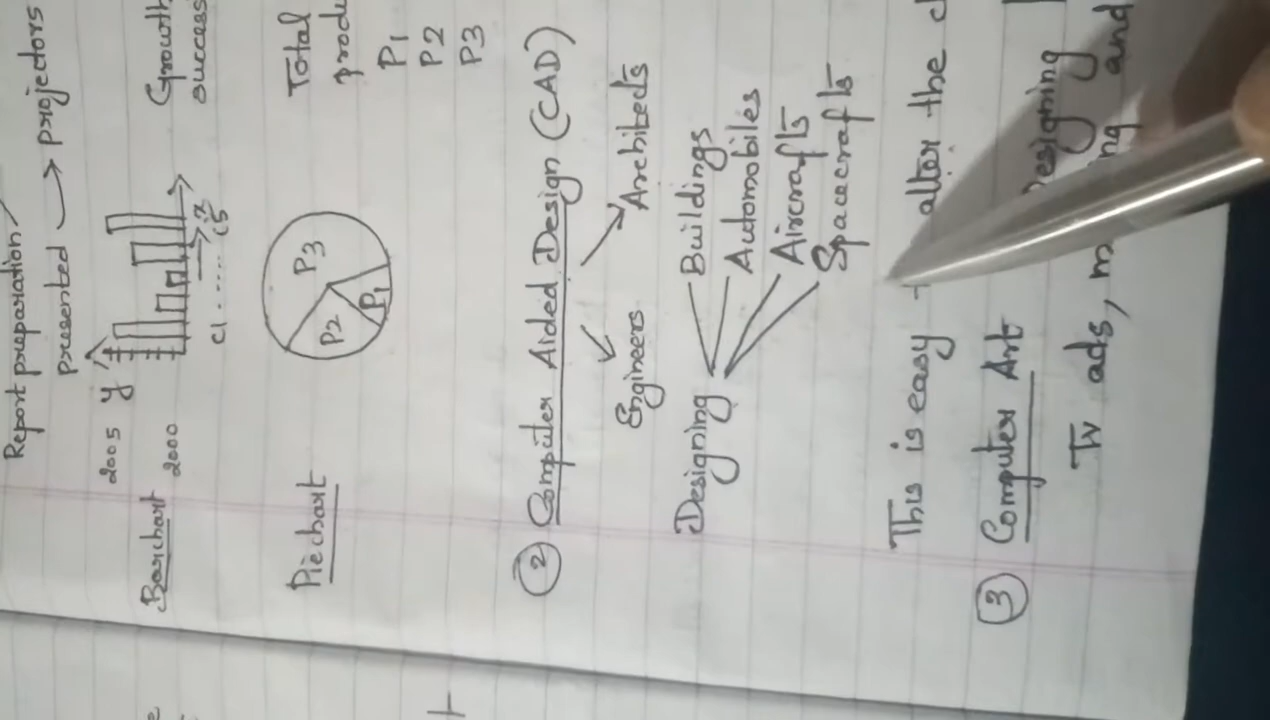 Report preparation
presented → projectors
2005 y
Barchart 2000
Growth
success
c1 ......
Piechart
P1
P2
P3
Total
produ
P1
P2
P3
② Computer Aided Design (CAD)
Engineers Architects
Designing
Buildings
Automobiles
Aircrafts
Spacecrafts
This is easy alter the
③ Computer Art
Designing
Tv ads, and